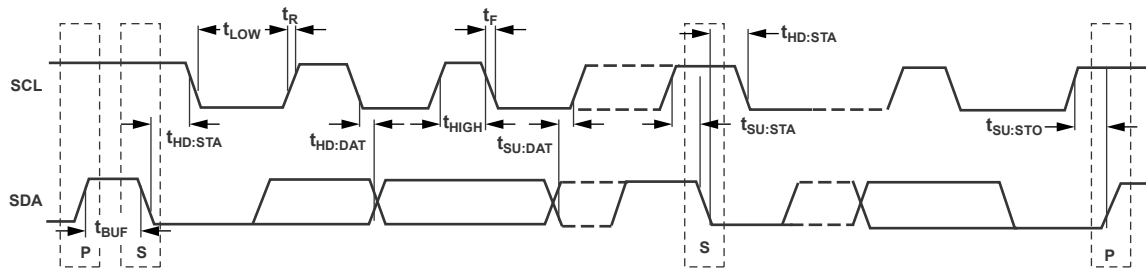 tLOW
tR
tF
tHD:STA
SCL
tHD:STA
tHD:DAT
tHIGH
tSU:DAT
tSU:STA
tSU:STO
SDA
tBUF
P
S
S
P